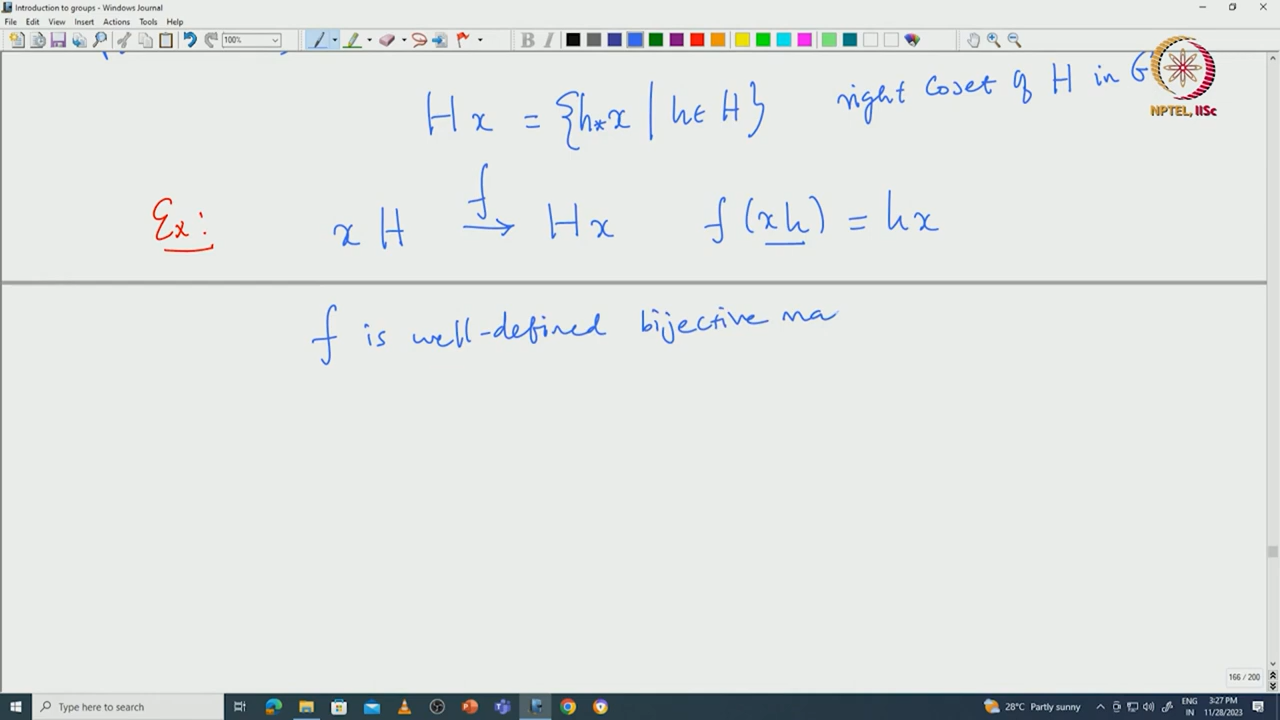 Introduction to groups - Windows Journal
File Edit View Insert Actions Tools Help
100%
Hx = {h*x | h∈H} right coset of H in G
NPTEL, IISc
Ex: xH →f Hx f(xh) = hx
f is well-defined bijective ma
166 / 200
Type here to search
28°C Partly sunny
ENG
IN
3:27 PM
11/28/2023